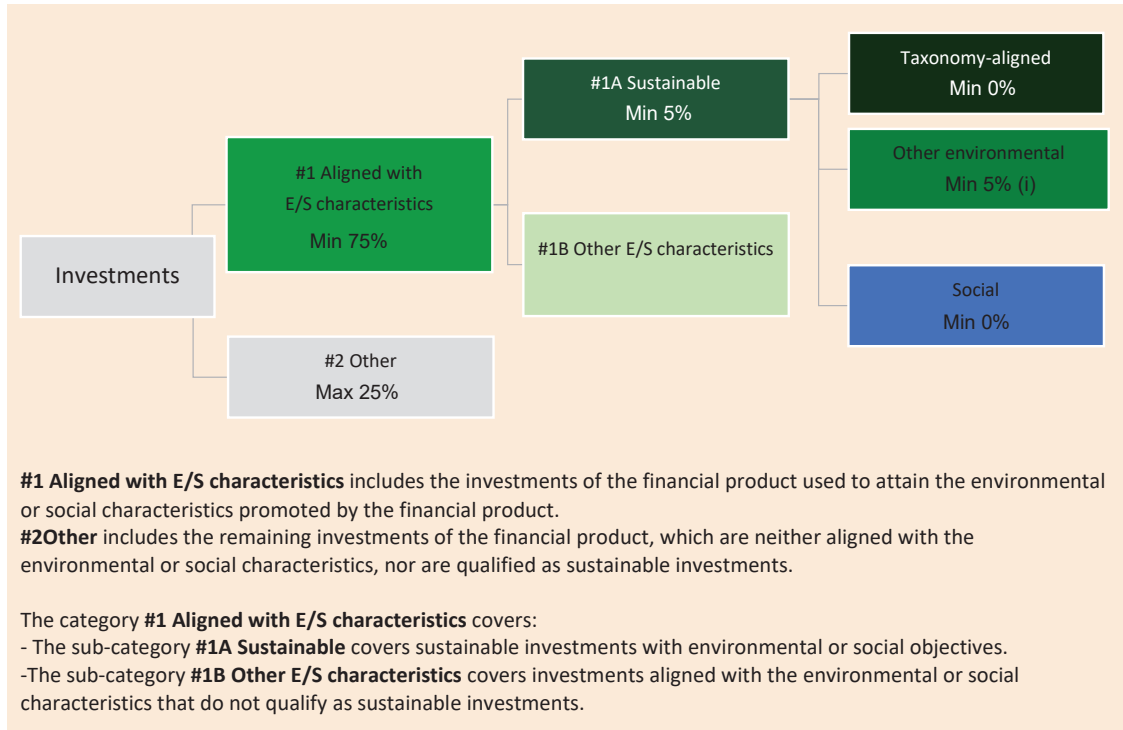 Investments
#1 Aligned with
E/S characteristics
Min 75%
#2 Other
Max 25%
#1A Sustainable
Min 5%
#1B Other E/S characteristics
Taxonomy-aligned
Min 0%
Other environmental
Min 5% (i)
Social
Min 0%
#1 Aligned with E/S characteristics includes the investments of the financial product used to attain the environmental
or social characteristics promoted by the financial product.
#2Other includes the remaining investments of the financial product, which are neither aligned with the
environmental or social characteristics, nor are qualified as sustainable investments.
The category #1 Aligned with E/S characteristics covers:
- The sub-category #1A Sustainable covers sustainable investments with environmental or social objectives.
-The sub-category #1B Other E/S characteristics covers investments aligned with the environmental or social
characteristics that do not qualify as sustainable investments.